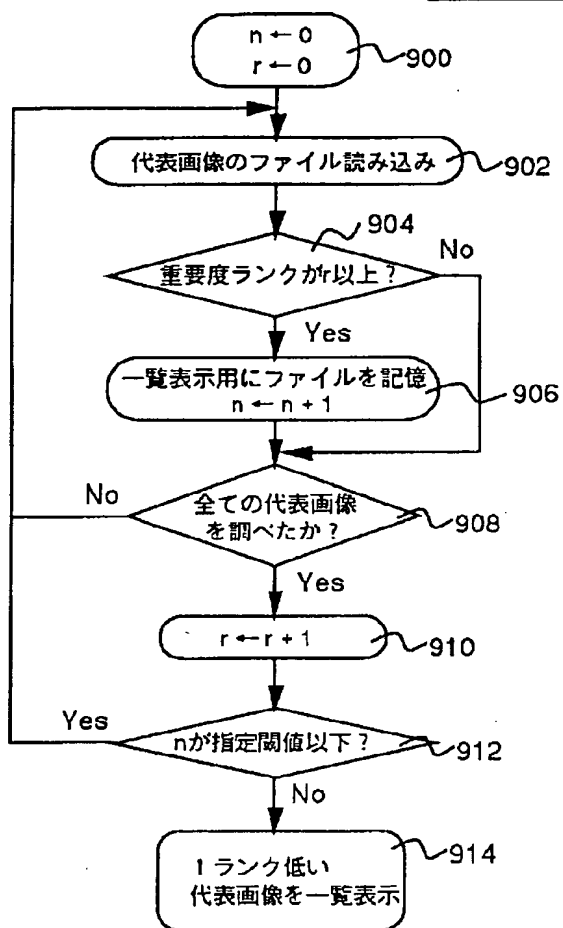 n ← 0
r ← 0
900
代表画像のファイル読み込み
902
904
重要度ランクがr以上？
No
Yes
一覧表示用にファイルを記憶
n ← n + 1
906
No
全ての代表画像
を調べたか？
908
Yes
r ← r + 1
910
Yes
nが指定閾値以下？
912
No
1ランク低い
代表画像を一覧表示
914